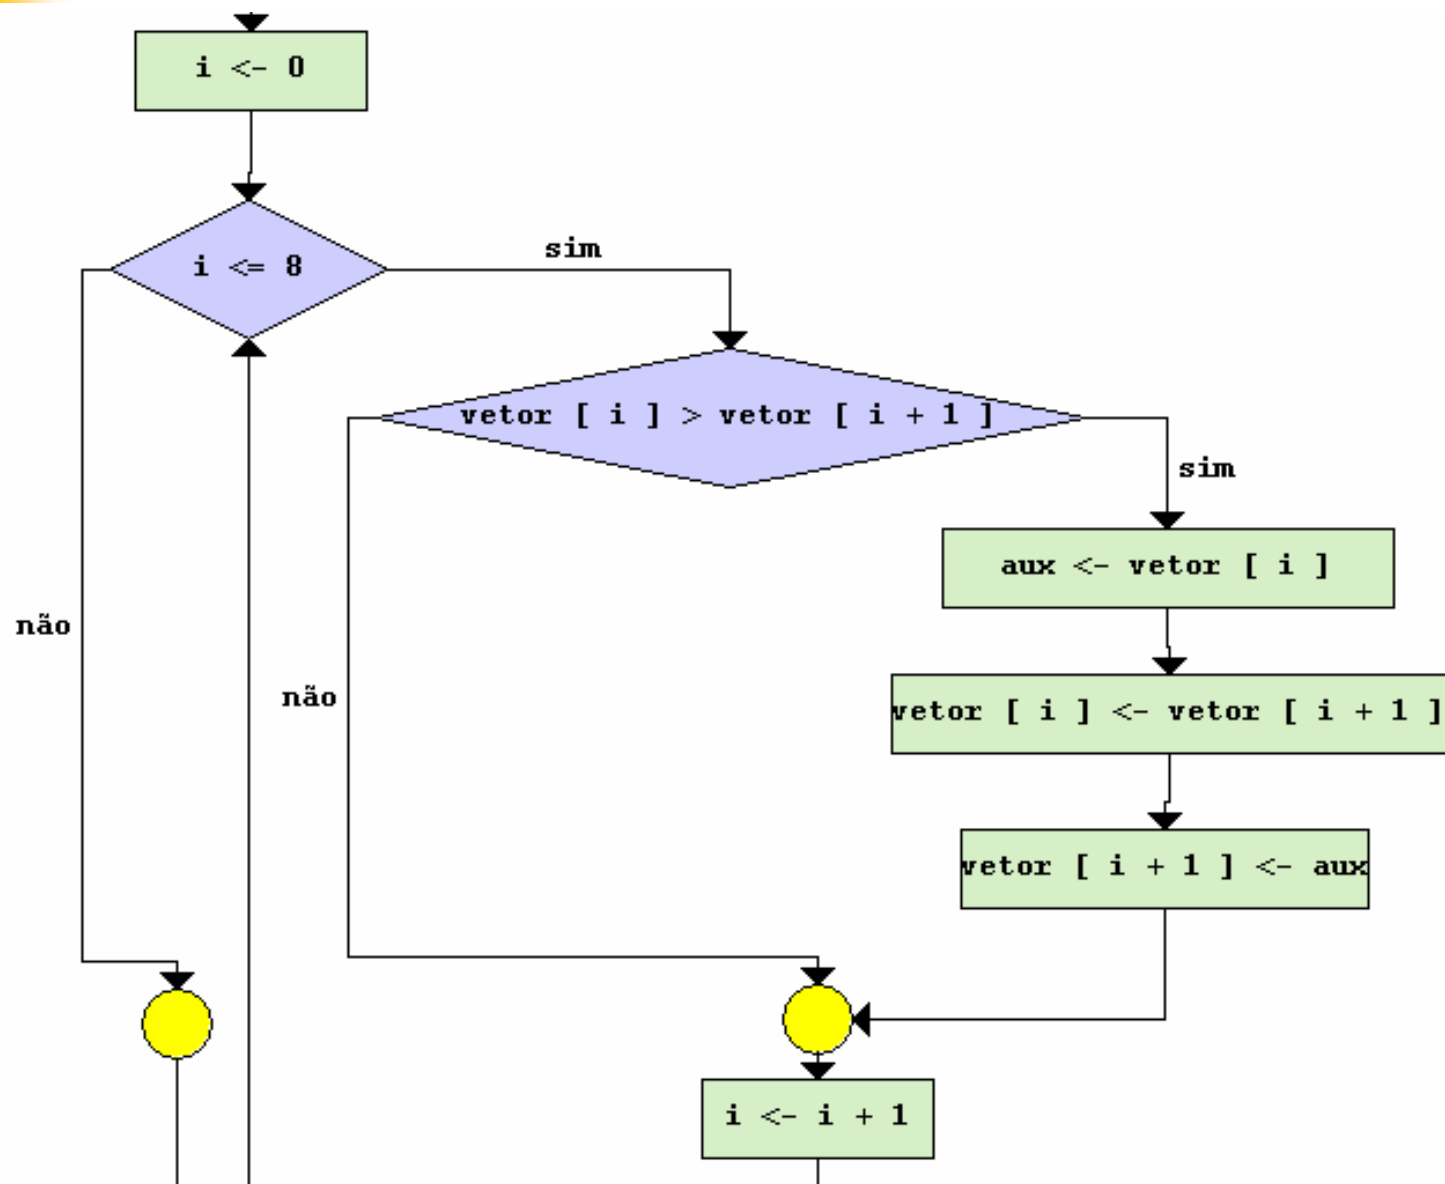 i <- 0
i <= 8
sim
vetor [ i ] > vetor [ i + 1 ]
sim
aux <- vetor [ i ]
não
não
vetor [ i ] <- vetor [ i + 1 ]
vetor [ i + 1 ] <- aux
i <- i + 1